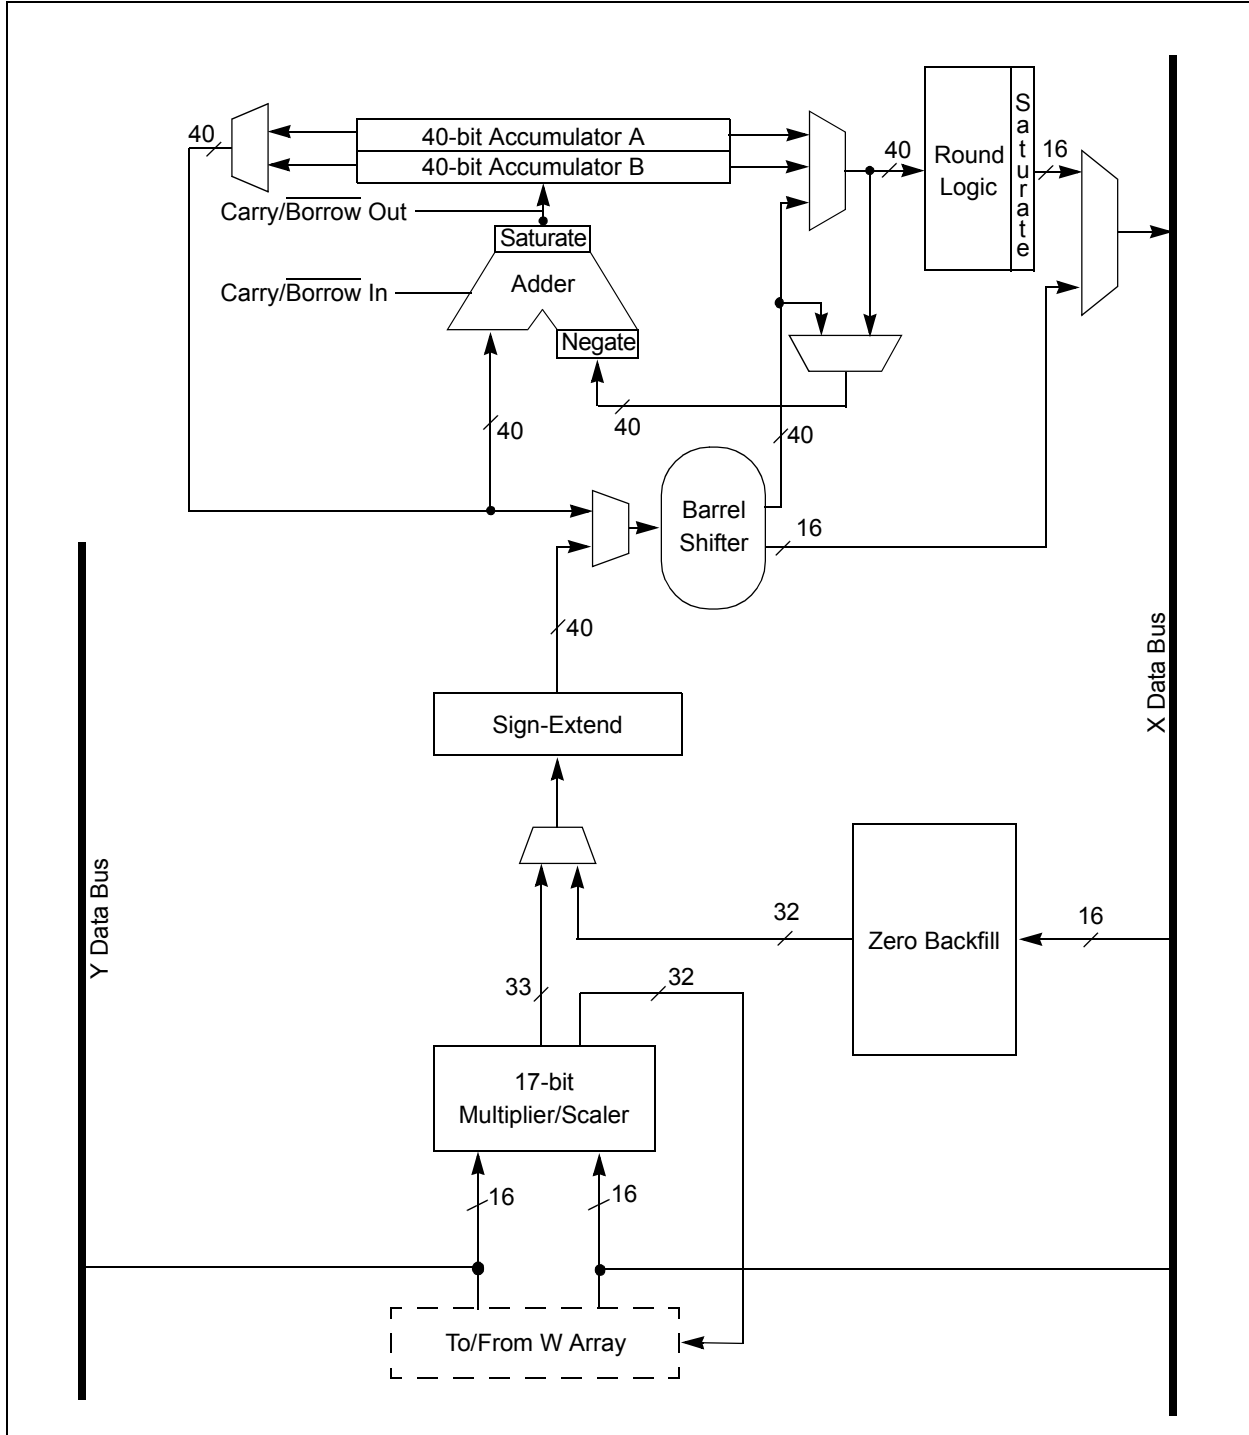 40
40-bit Accumulator A
40-bit Accumulator B
Carry/Borrow Out
Saturate
Carry/Borrow In
Adder
Negate
40
Round
Logic
Saturate
16
40
40
40
Barrel
Shifter
16
40
Sign-Extend
X Data Bus
Y Data Bus
32
Zero Backfill
16
33
32
17-bit
Multiplier/Scaler
16
16
To/From W Array